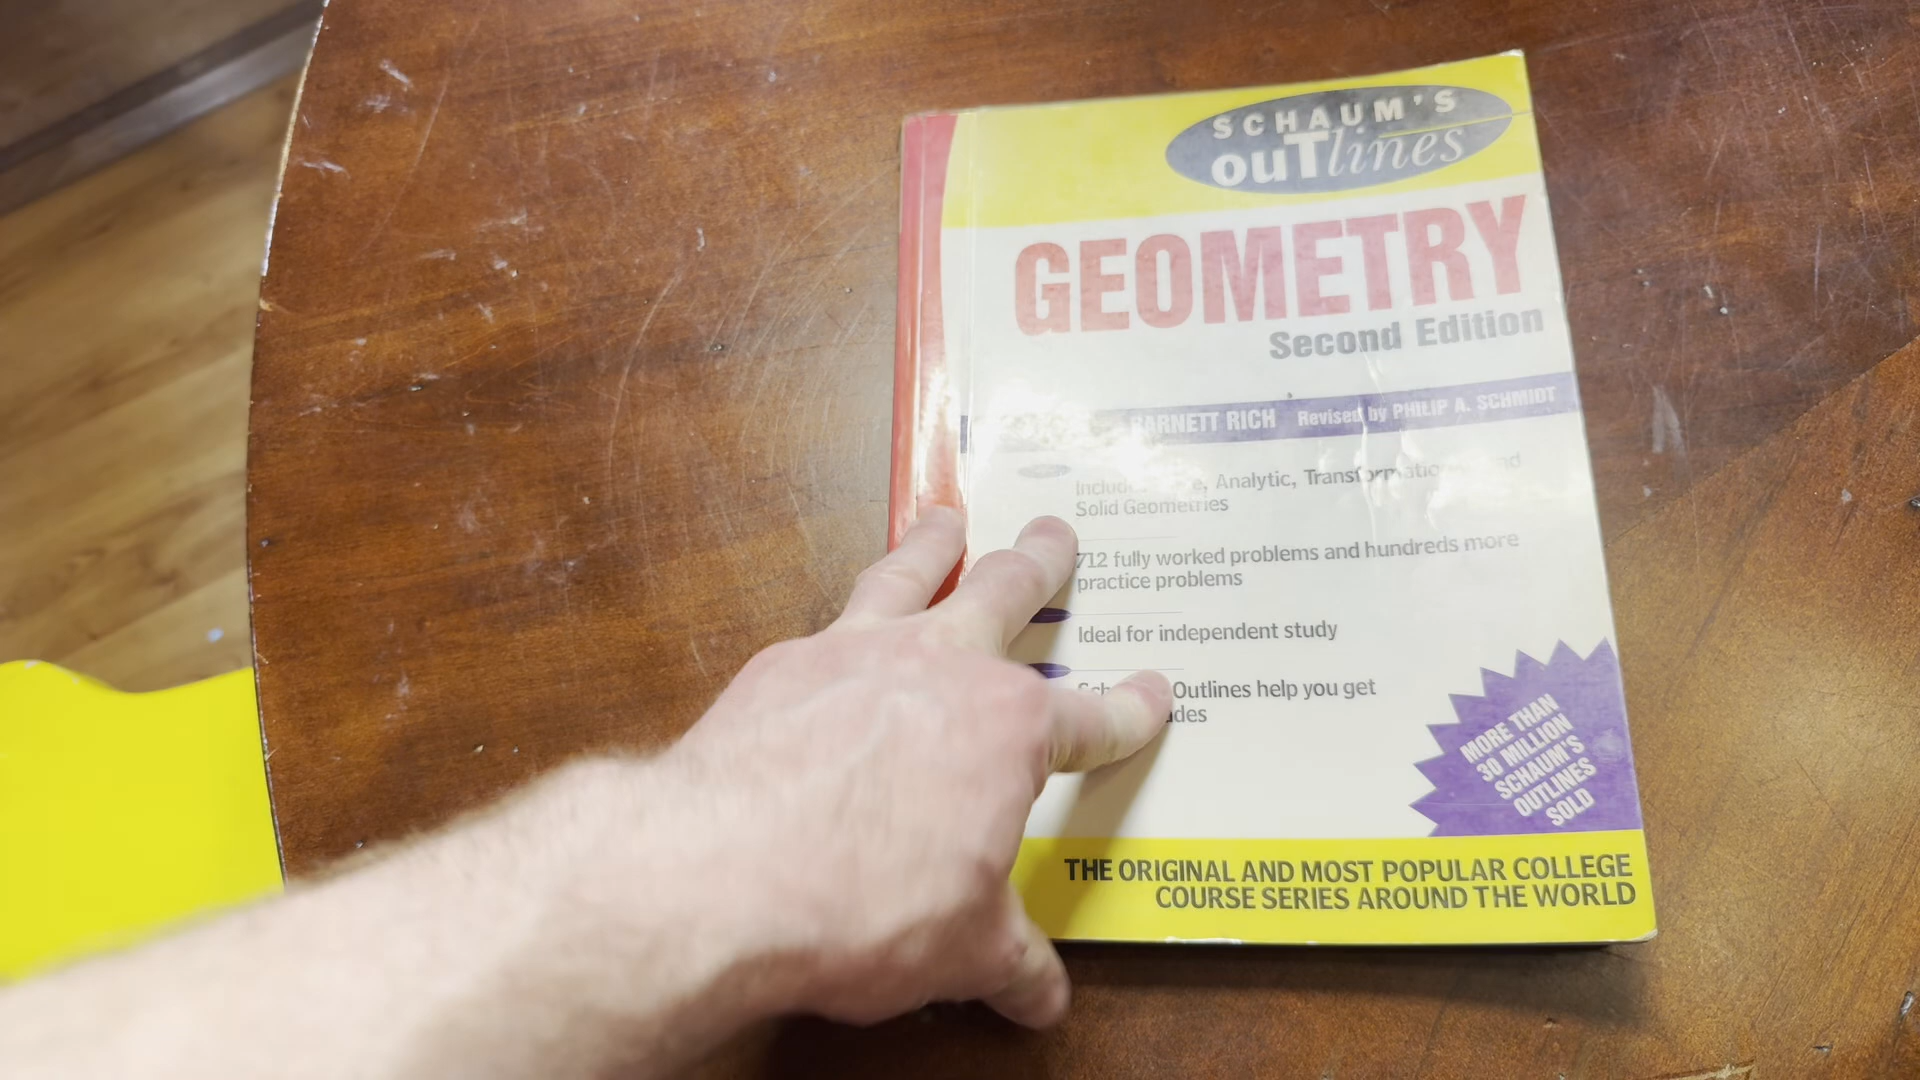 SCHAUM'S
ouTlines
GEOMETRY
Second Edition
BARNETT RICH Revised by PHILIP A. SCHMIDT
Analytic,
Solid Geometries
712 fully worked problems and hundreds more
practice problems
Ideal for independent study
Outlines help you get
MORE THAN
30 MILLION
SCHAUM'S
OUTLINES
SOLD
THE ORIGINAL AND MOST POPULAR COLLEGE
COURSE SERIES AROUND THE WORLD